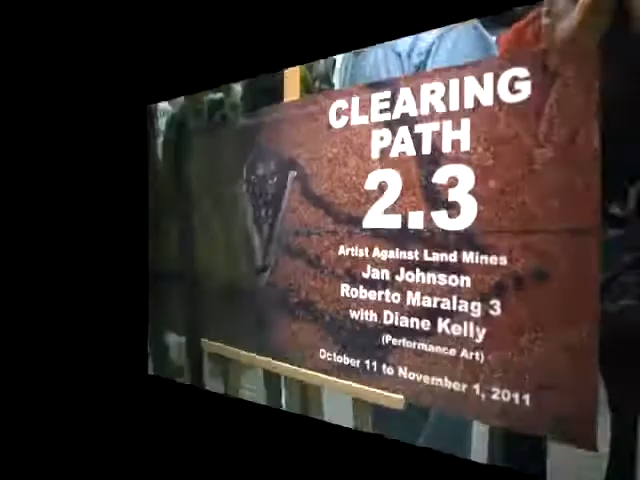 CLEARING
PATH
2.3
Artist Against Land Mines
Jan Johnson
Roberto Maralag 3
with Diane Kelly
(Performance Art)
October 11 to November 1, 2011